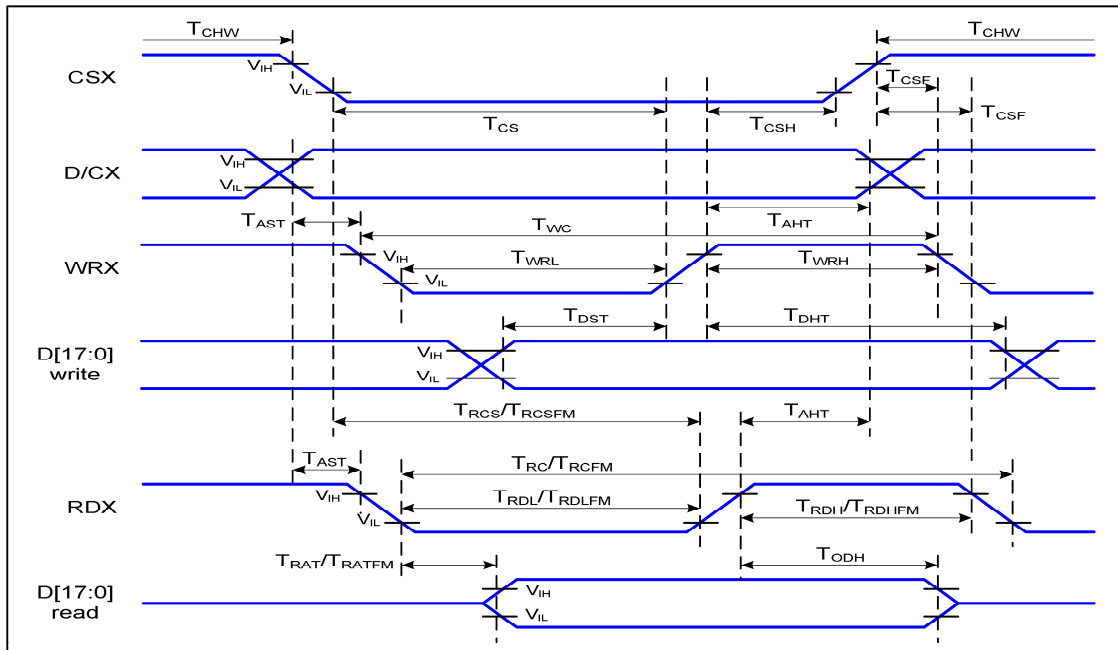 TCHW TCHW
CSX VIH VIL TCSF
TCS TCSH TCSF
D/CX VIH VIL
TAST TWC TAHT
WRX VIH VIL TWRL TWRH
TDST TDHT
D[17:0] VIH
write VIL
TRCS/TRCSFM TAHT
TAST TRC/TRCFM
RDX VIH VIL TRDL/TRDLFM TRDH/TRDHFM
TRAT/TRATFM TODH
D[17:0] VIH
read VIL